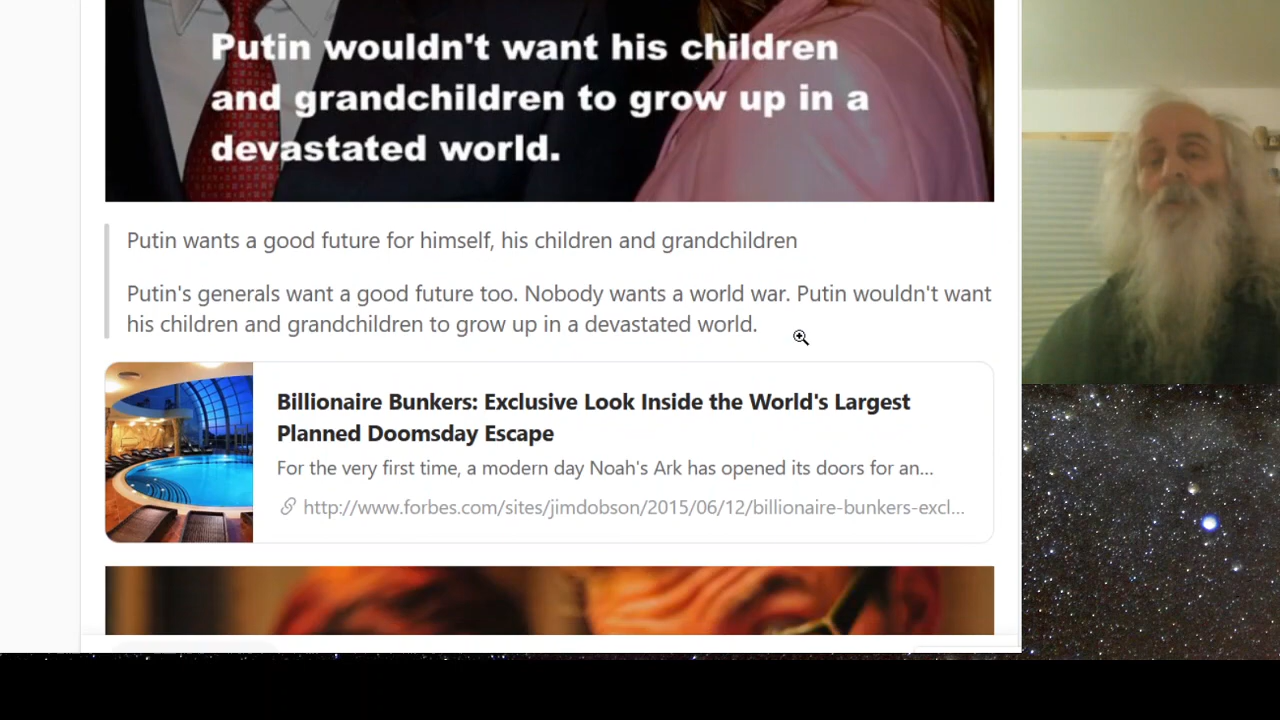 Putin wouldn't want his children
and grandchildren to grow up in a
devastated world.
Putin wants a good future for himself, his children and grandchildren
Putin's generals want a good future too. Nobody wants a world war. Putin wouldn't want
his children and grandchildren to grow up in a devastated world.
Billionaire Bunkers: Exclusive Look Inside the World's Largest
Planned Doomsday Escape
For the very first time, a modern day Noah's Ark has opened its doors for an...
http://www.forbes.com/sites/jimdobson/2015/06/12/billionaire-bunkers-excl...